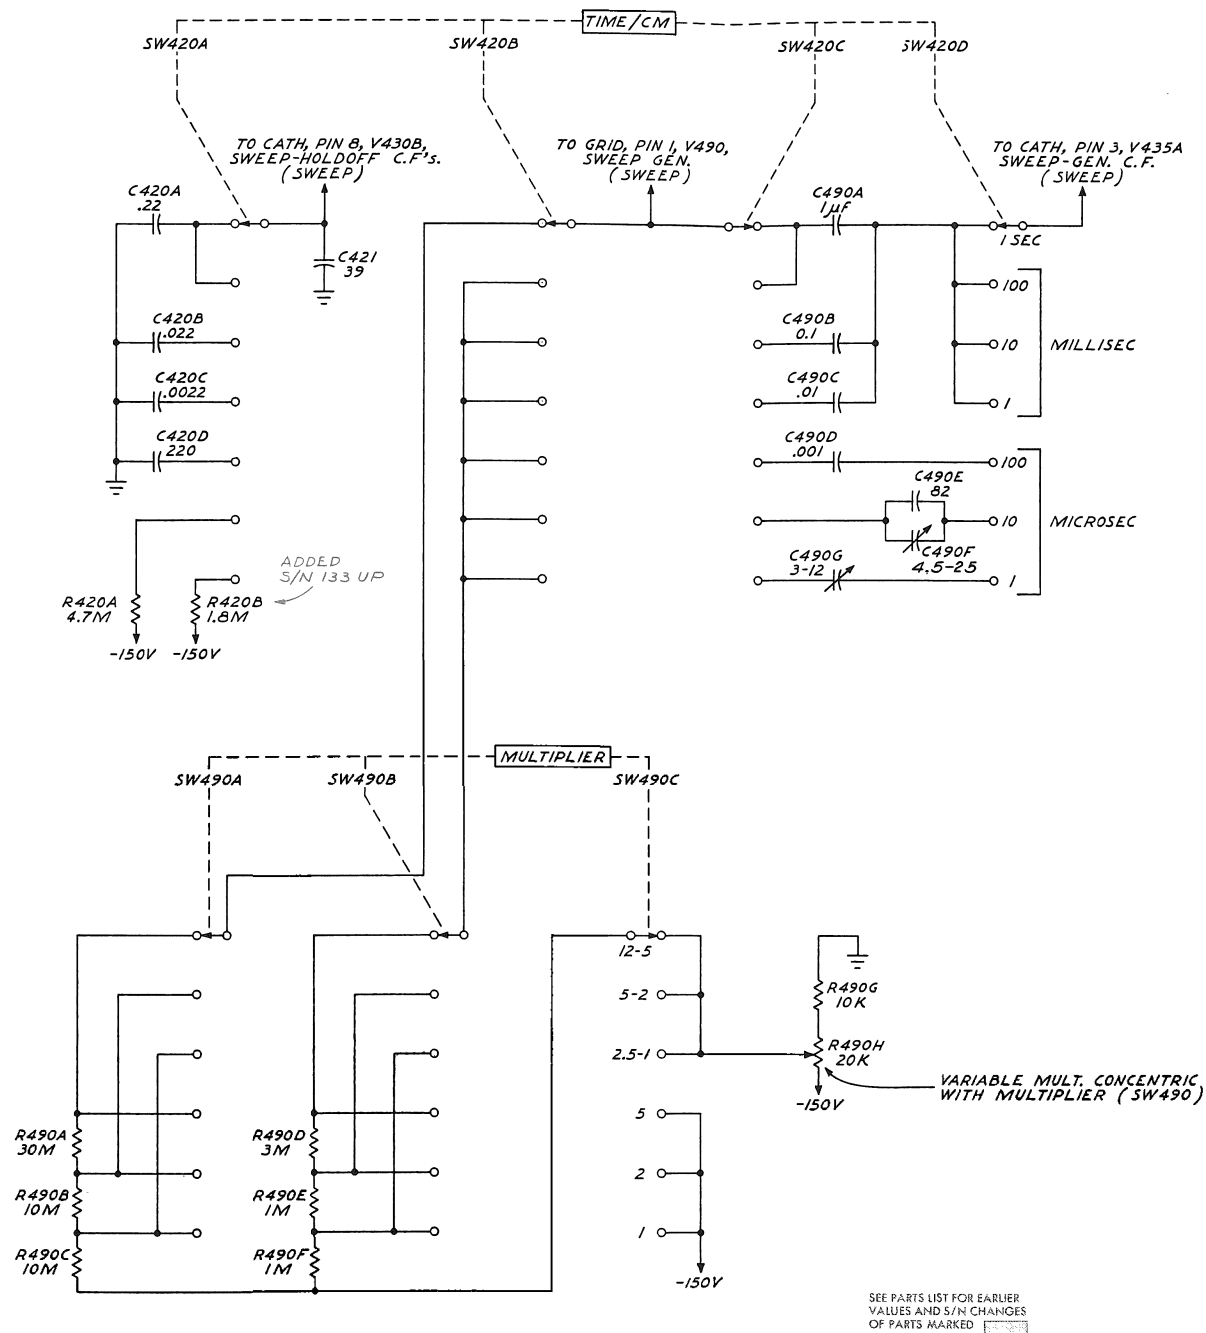 TIME/CM
SW420A
SW420B
SW420C
SW420D
TO CATH, PIN 8, V430B,
SWEEP-HOLDOFF C.F's.
(SWEEP)
TO GRID, PIN 1, V490,
SWEEP GEN.
(SWEEP)
TO CATH, PIN 3, V435A
SWEEP-GEN. C.F.
(SWEEP)
C420A
.22
C490A
1μF
1 SEC
C421
39
100
C420B
.022
C490B
0.1
10
MILLISEC
C420C
.0022
C490C
.01
1
C420D
220
C490D
.001
100
C490E
82
10
MICROSEC
C490F
4.5-25
C490G
3-12
1
ADDED
S/N 133 UP
R420A
4.7M
R420B
1.8M
-150V
-150V
MULTIPLIER
SW490A
SW490B
SW490C
12-5
5-2
2.5-1
5
2
1
R490G
10K
R490H
20K
-150V
VARIABLE MULT. CONCENTRIC
WITH MULTIPLIER (SW490)
R490A
30M
R490D
3M
R490B
10M
R490E
1M
R490C
10M
R490F
1M
-150V
SEE PARTS LIST FOR EARLIER
VALUES AND S/N CHANGES
OF PARTS MARKED